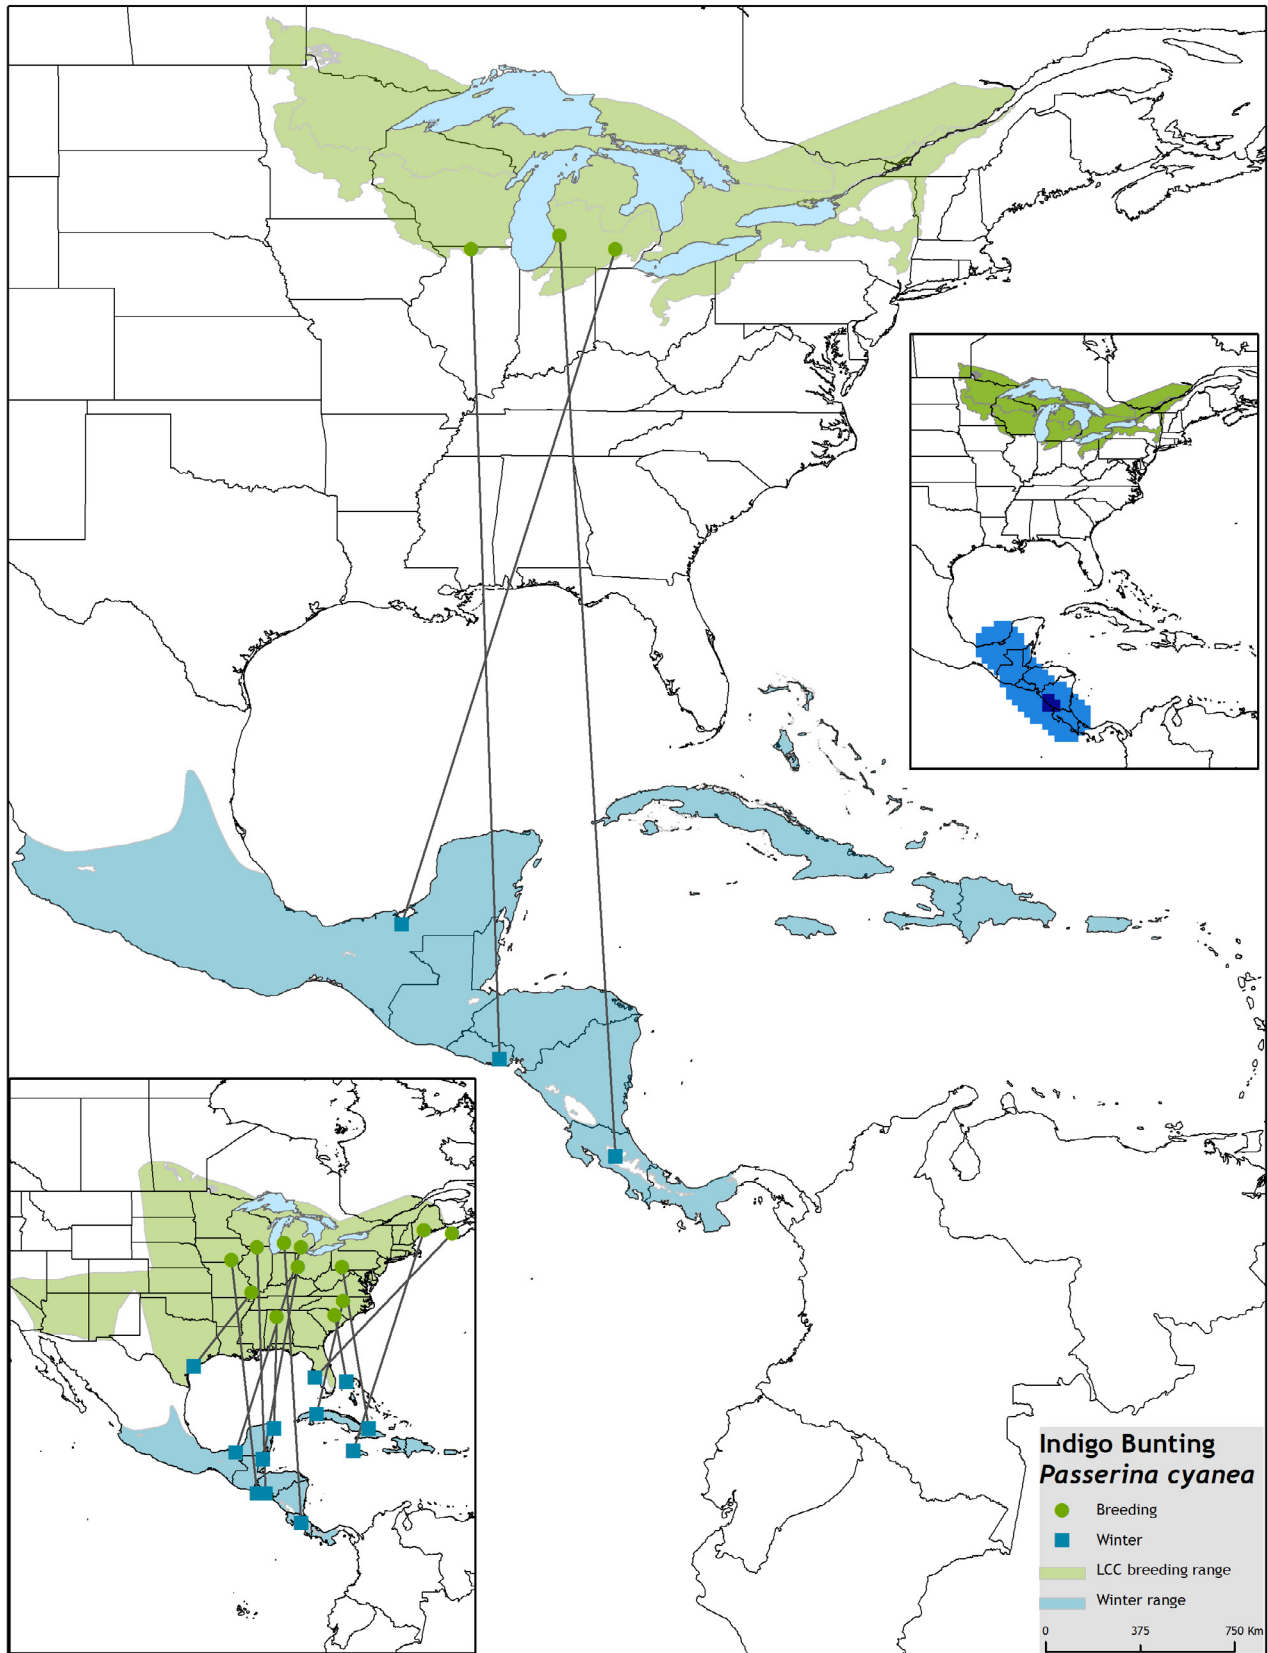 Indigo Bunting
Passerina cyanea
Breeding
Winter
LCC breeding range
Winter range
0 375 750 Km